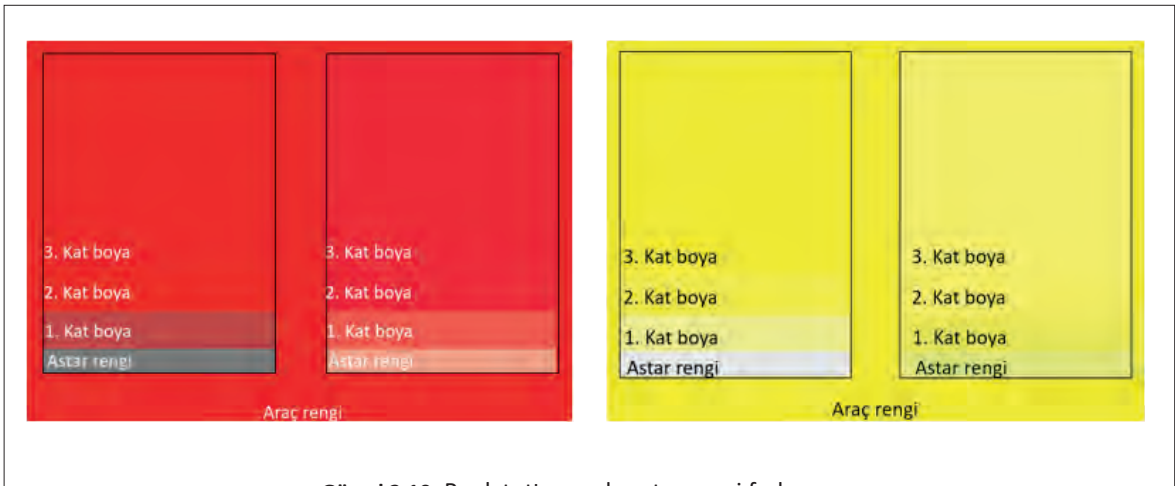 3. Kat boya
2. Kat boya
1. Kat boya
Astar rengi
3. Kat boya
2. Kat boya
1. Kat boya
Astar rengi
Araç rengi
3. Kat boya
2. Kat boya
1. Kat boya
Astar rengi
3. Kat boya
2. Kat boya
1. Kat boya
Astar rengi
Araç rengi